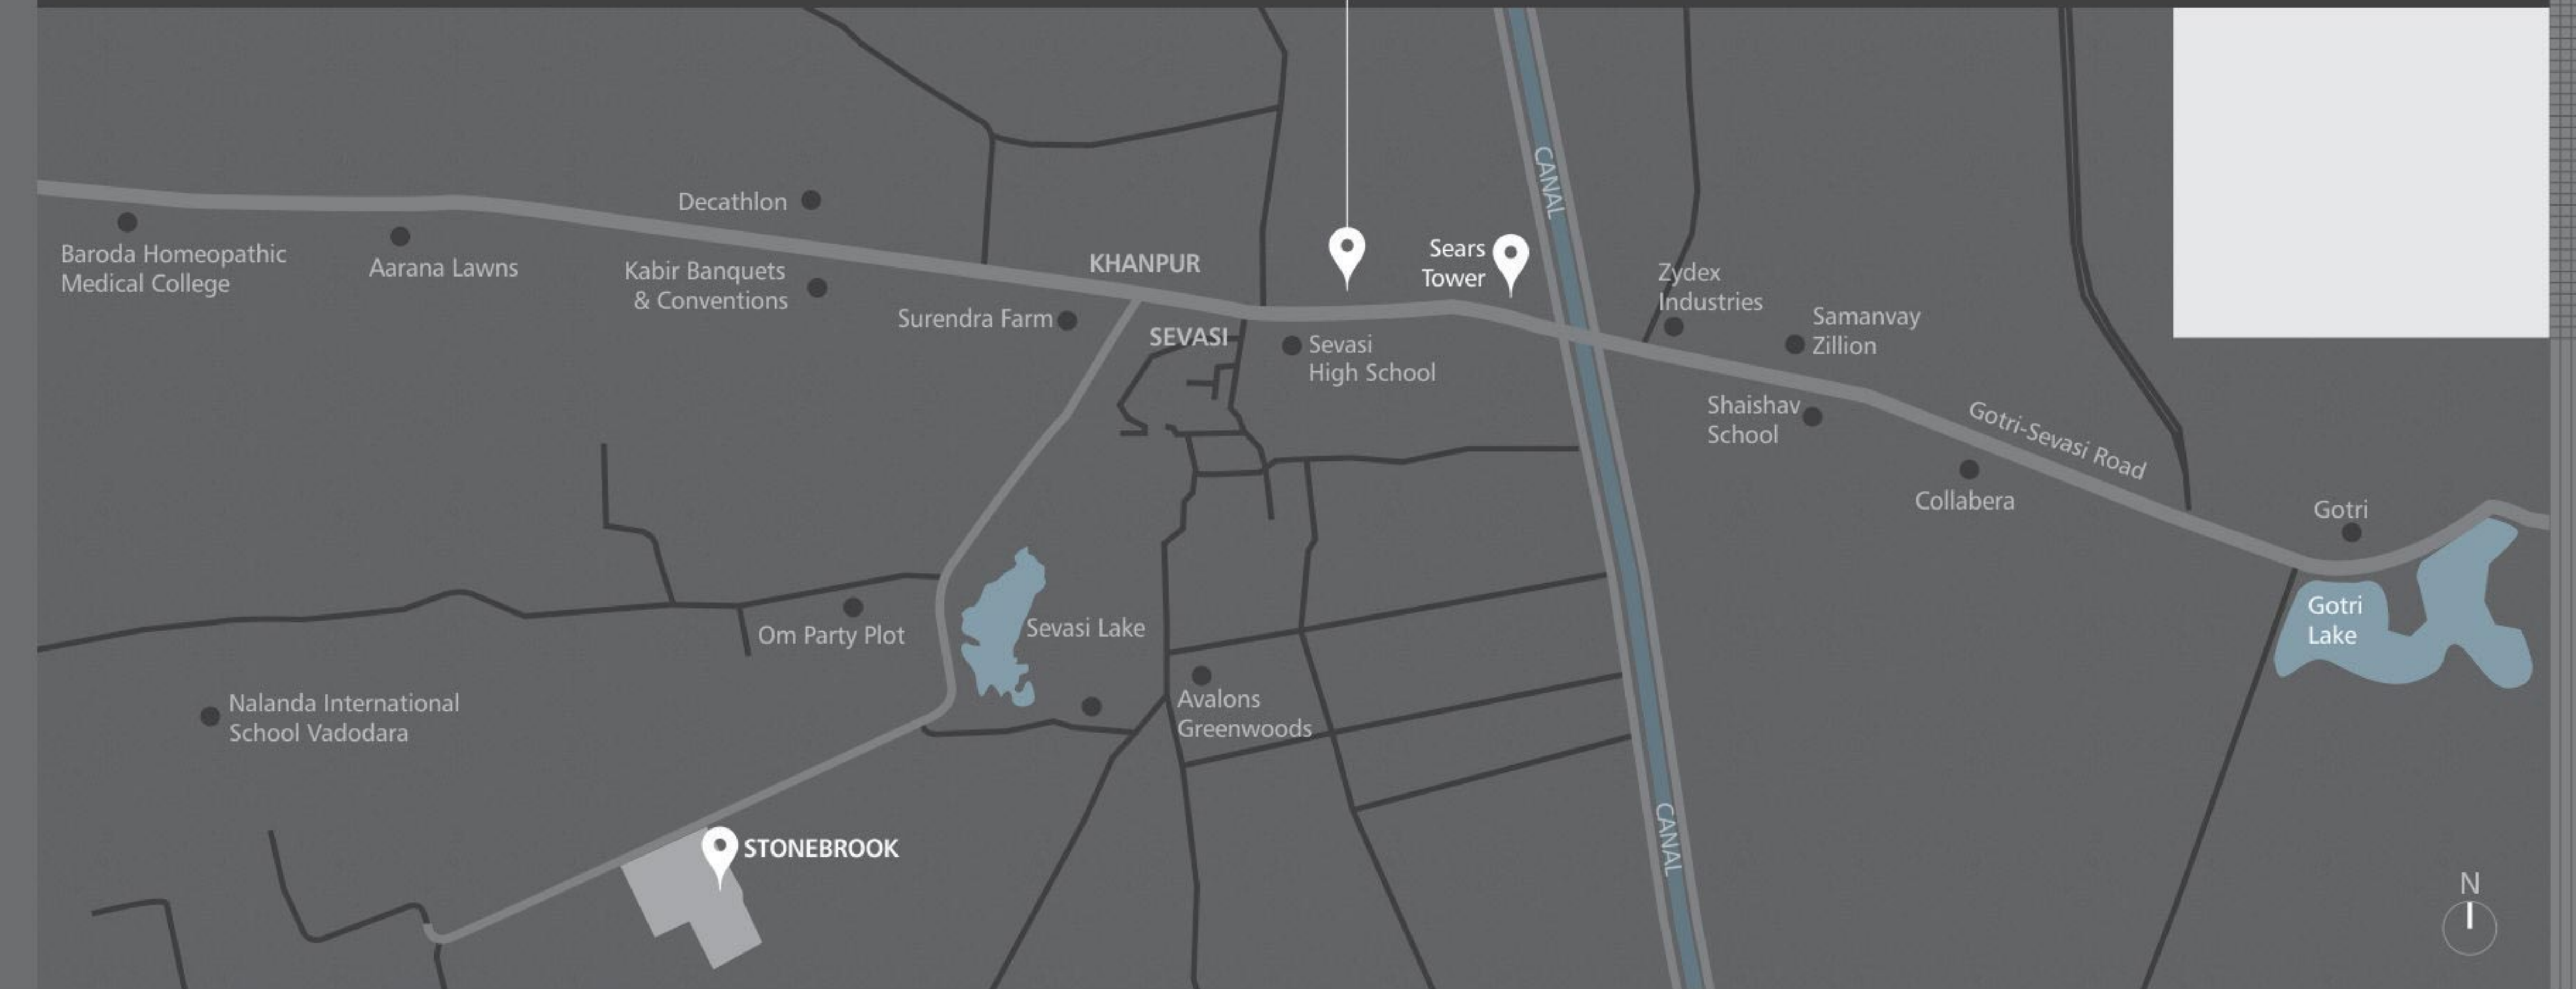 CANAL
Decathlon
Baroda Homeopathic
Medical College
Aarana Lawns
Kabir Banquets
& Conventions
KHANPUR
Surendra Farm
SEVASI
Sears
Tower
Sevasi
High School
Zydex
Industries
Samanvay
Zillion
Shaishav
School
Gotri-Sevasi Road
Collabera
Gotri
Gotri
Lake
Om Party Plot
Sevasi Lake
Nalanda International
School Vadodara
Avalons
Greenwoods
STONEBROOK
CANAL
N